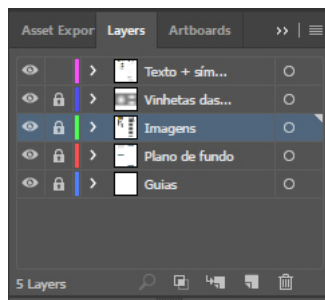 Asset Expor Layers Artboards
Texto + sím...
Vinhetas das...
Imagens
Plano de fundo
Guias
5 Layers